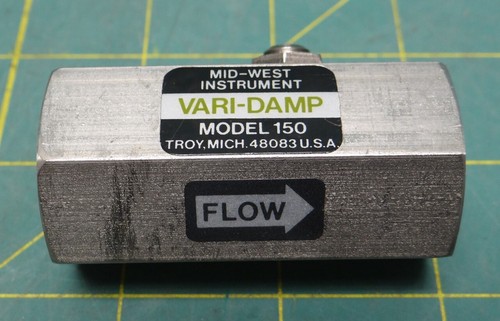 MID-WEST
INSTRUMENT
VARI-DAMP
MODEL 150
TROY, MICH. 48083 U.S.A.
FLOW